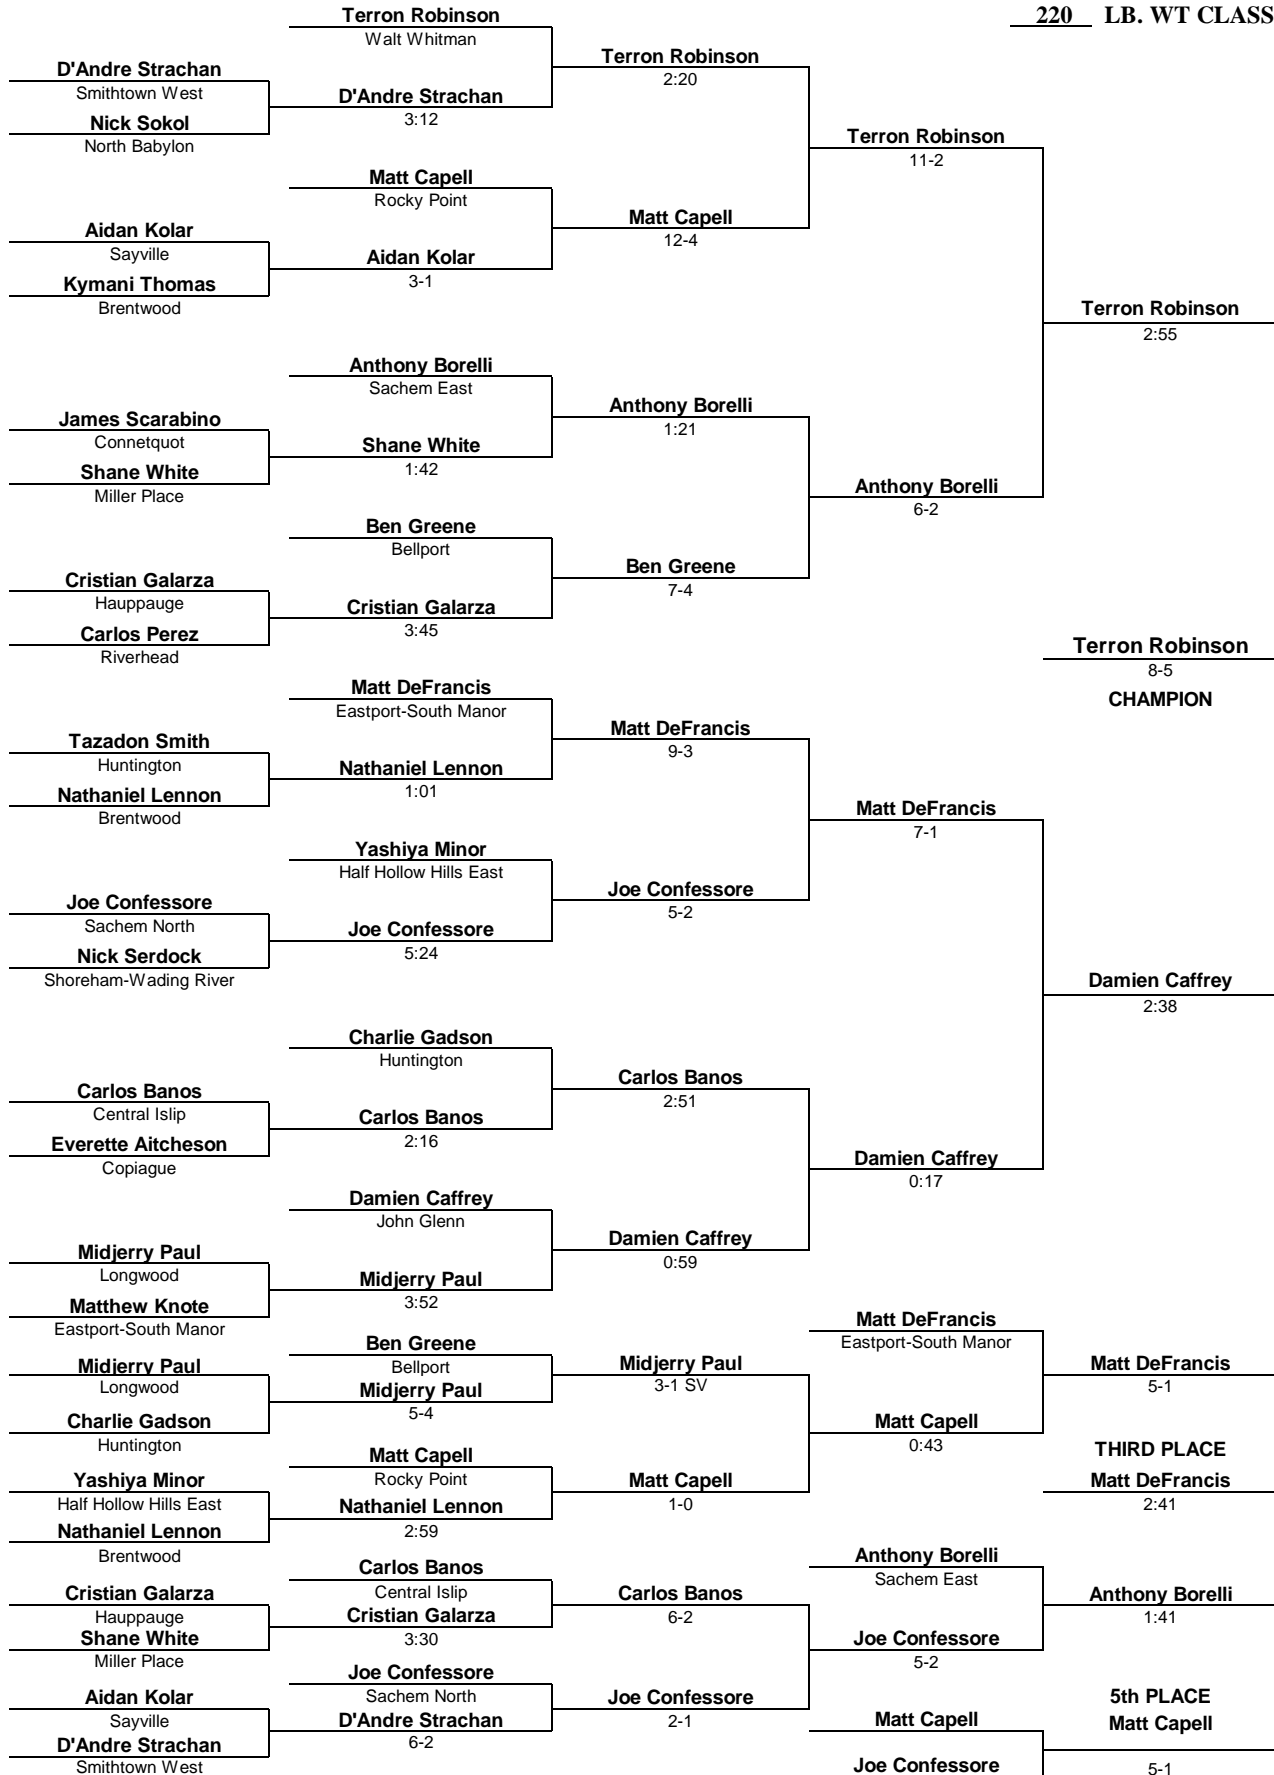 Terron Robinson
220 LB. WT CLASS
Walt Whitman
Terron Robinson
D'Andre Strachan
2:20
Smithtown West
D'Andre Strachan
Nick Sokol
3:12
Terron Robinson
North Babylon
11-2
Matt Capell
Rocky Point
Matt Capell
Aidan Kolar
12-4
Sayville
Aidan Kolar
Kymani Thomas
3-1
Brentwood
Terron Robinson
2:55
Anthony Borelli
Sachem East
Anthony Borelli
James Scarabino
1:21
Connetquot
Shane White
Shane White
1:42
Miller Place
Anthony Borelli
6-2
Ben Greene
Bellport
Ben Greene
Cristian Galarza
7-4
Hauppauge
Cristian Galarza
Carlos Perez
3:45
Riverhead
Terron Robinson
8-5
CHAMPION
Matt DeFrancis
Eastport-South Manor
Matt DeFrancis
Tazadon Smith
9-3
Huntington
Nathaniel Lennon
Nathaniel Lennon
1:01
Brentwood
Matt DeFrancis
7-1
Yashiya Minor
Half Hollow Hills East
Joe Confessore
Joe Confessore
5-2
Sachem North
Joe Confessore
Nick Serdock
5:24
Shoreham-Wading River
Damien Caffrey
2:38
Charlie Gadson
Huntington
Carlos Banos
Carlos Banos
2:51
Central Islip
Carlos Banos
Everette Aitcheson
2:16
Copiague
Damien Caffrey
0:17
Damien Caffrey
John Glenn
Damien Caffrey
Midjerry Paul
0:59
Longwood
Midjerry Paul
Matthew Knote
3:52
Eastport-South Manor
Matt DeFrancis
Eastport-South Manor
Ben Greene
Bellport
Midjerry Paul
Matt DeFrancis
Midjerry Paul
3-1 SV
5-1
Longwood
Midjerry Paul
5-4
Charlie Gadson
Matt Capell
Huntington
0:43
THIRD PLACE
Matt Capell
Rocky Point
Yashiya Minor
Matt Capell
Matt DeFrancis
Half Hollow Hills East
1-0
2:41
Nathaniel Lennon
Nathaniel Lennon
2:59
Brentwood
Anthony Borelli
Sachem East
Carlos Banos
Central Islip
Cristian Galarza
Carlos Banos
Anthony Borelli
Hauppauge
6-2
1:41
Cristian Galarza
Shane White
3:30
Joe Confessore
Miller Place
5-2
Joe Confessore
Sachem North
Aidan Kolar
Joe Confessore
5th PLACE
Sayville
2-1
Matt Capell
Matt Capell
D'Andre Strachan
6-2
D'Andre Strachan
Smithtown West
Joe Confessore
5-1